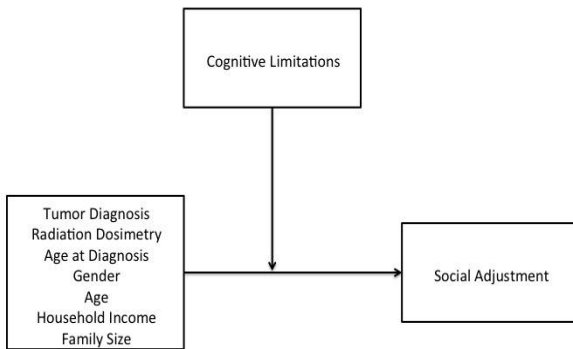 Cognitive Limitations
Tumor Diagnosis
Radiation Dosimetry
Age at Diagnosis
Gender
Age
Household Income
Family Size
Social Adjustment